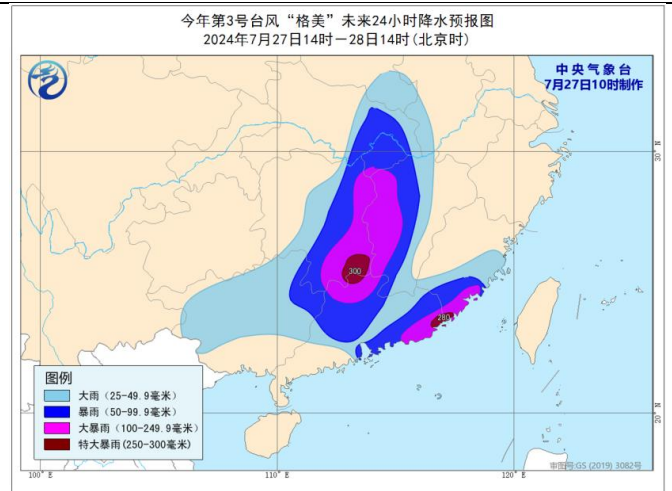 今年第3号台风“格美”未来24小时降水预报图
2024年7月27日14时－28日14时(北京时)
中央气象台
7月27日10时制作
30° N
300
280
图例
大雨（25-49.9毫米）
暴雨（50-99.9毫米）
大暴雨（100-249.9毫米）
特大暴雨(250-300毫米)
20° N
审图号:GS (2019) 3082号
100° E
110° E
120° E